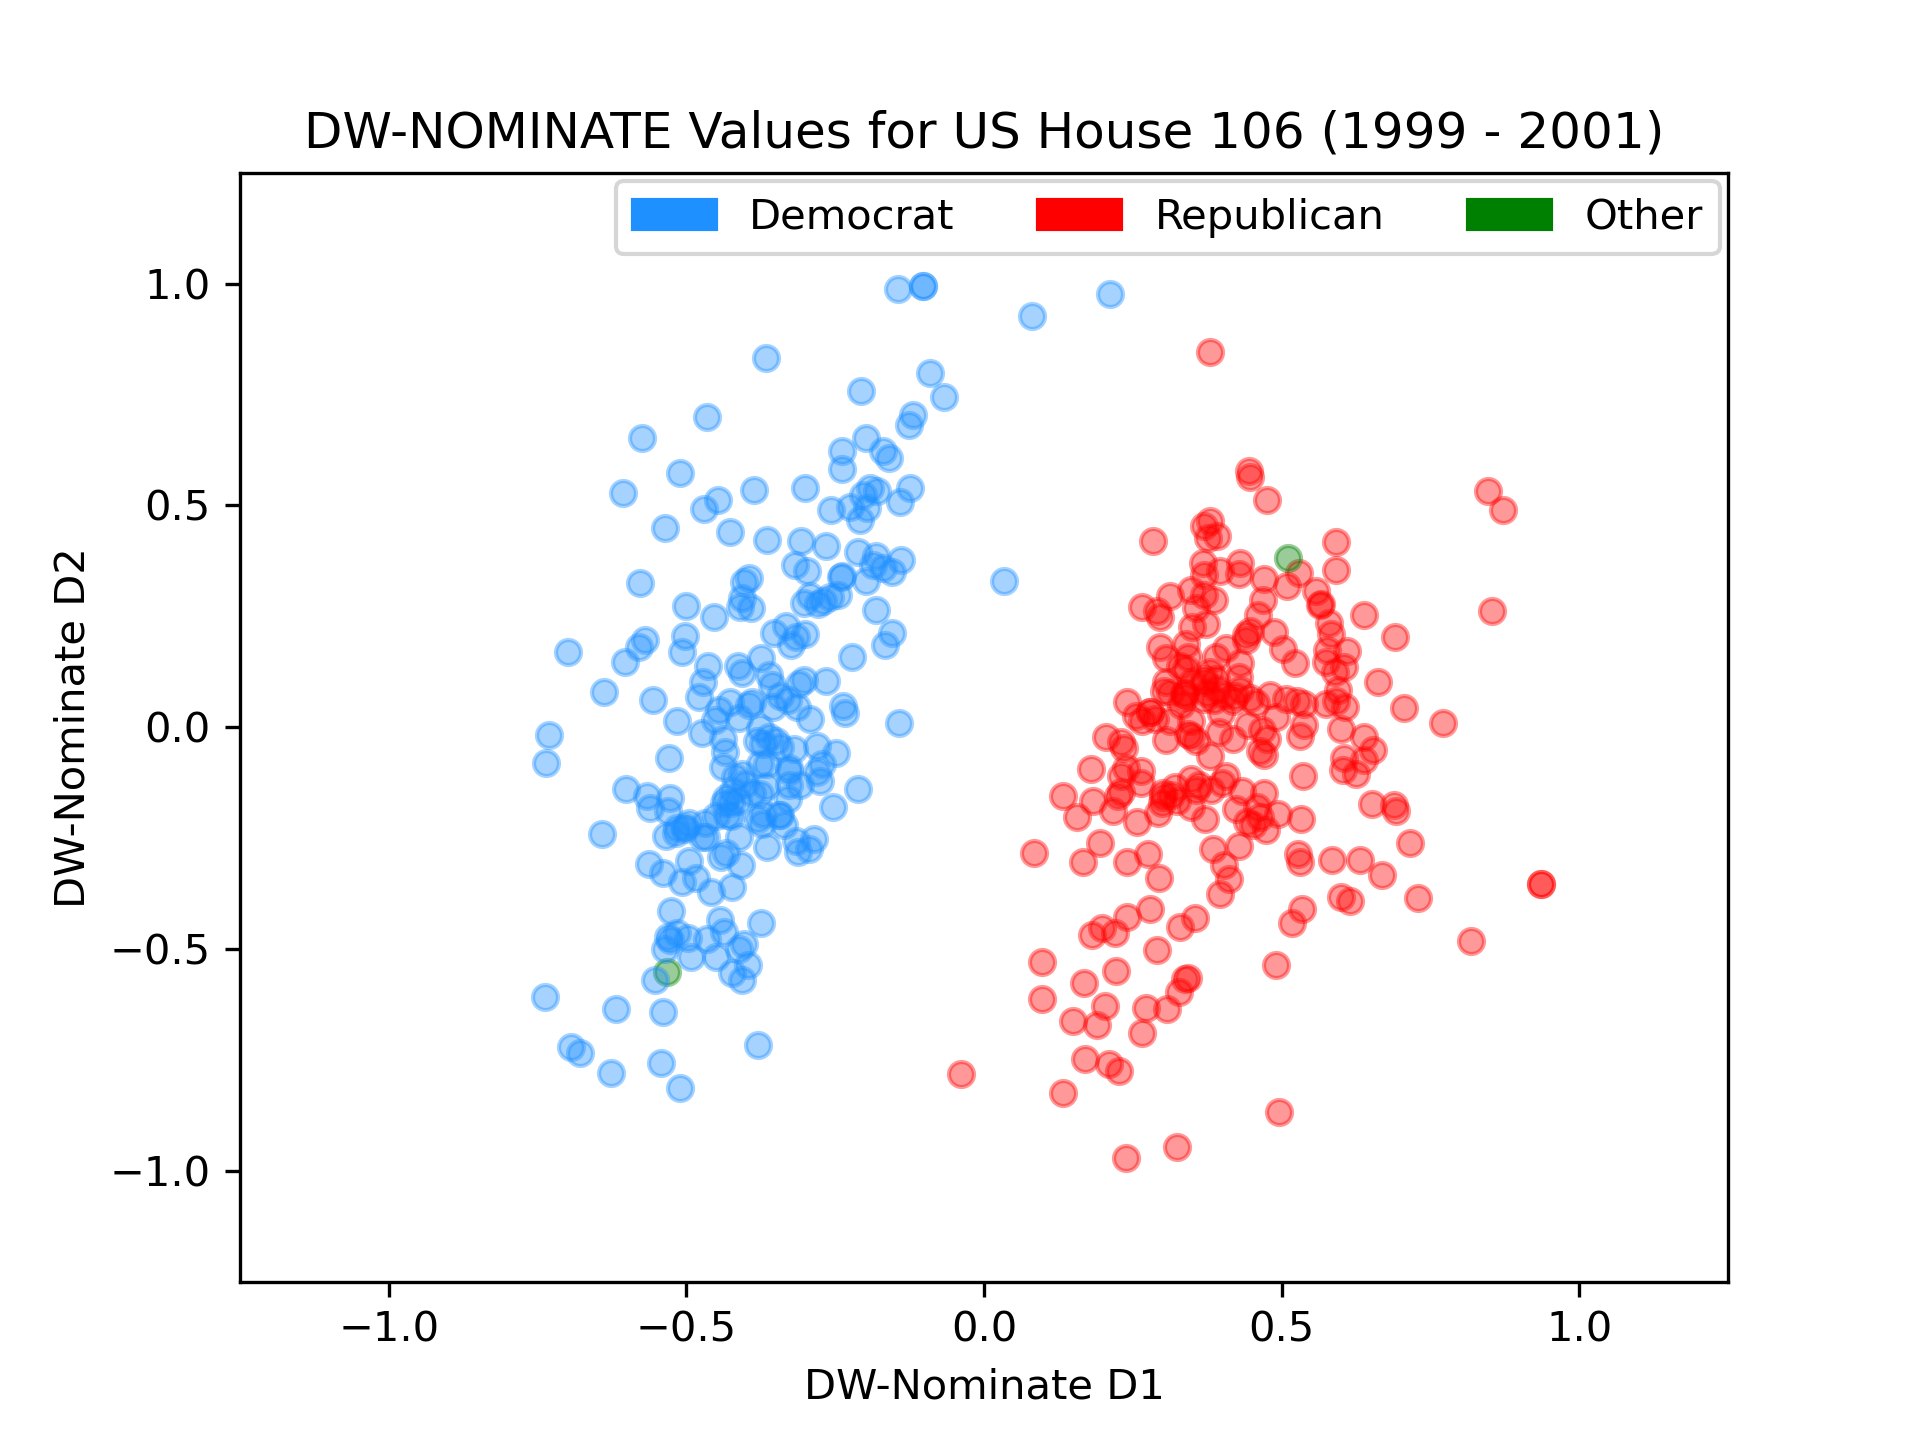 DW-NOMINATE Values for US House 106 (1999 - 2001)
Democrat Republican Other
1.0
0.5
0.0
−0.5
−1.0
DW-Nominate D2
−1.0 −0.5 0.0 0.5 1.0
DW-Nominate D1